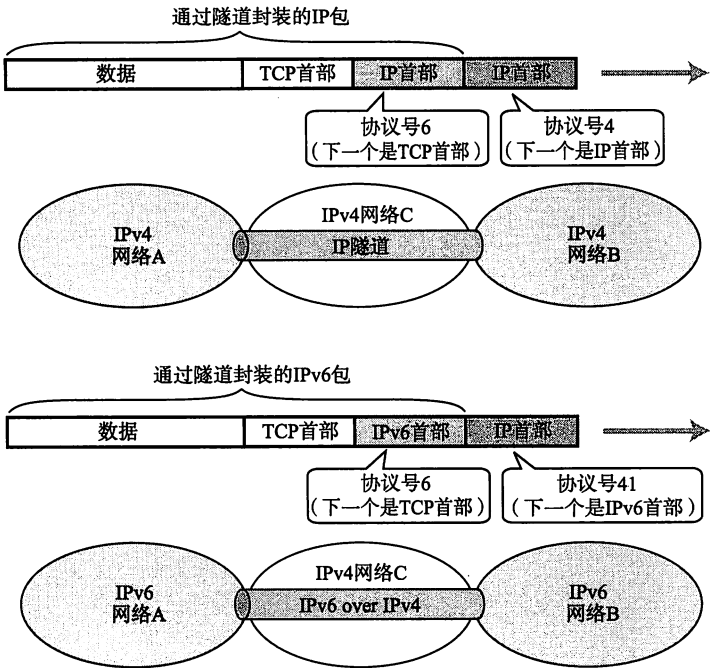 通过隧道封装的IP包
数据 TCP首部 IP首部 IP首部
协议号6 协议号4
(下一个是TCP首部) (下一个是IP首部)
IPv4网络C
IPv4 IPv4
网络A IP隧道 网络B
通过隧道封装的IPv6包
数据 TCP首部 IPv6首部 IP首部
协议号6 协议号41
(下一个是TCP首部) (下一个是IPv6首部)
IPv4网络C
IPv6 IPv6 over IPv4 IPv6
网络A 网络B